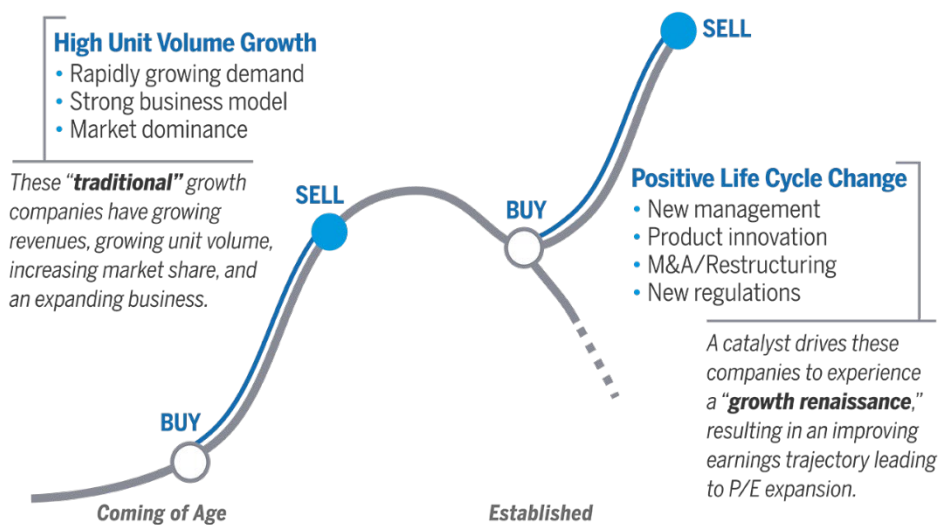 High Unit Volume Growth
• Rapidly growing demand
• Strong business model
• Market dominance
These “traditional” growth
companies have growing
revenues, growing unit volume,
increasing market share, and
an expanding business.
BUY
SELL
BUY
SELL
Positive Life Cycle Change
• New management
• Product innovation
• M&A/Restructuring
• New regulations
A catalyst drives these
companies to experience
a “growth renaissance,”
resulting in an improving
earnings trajectory leading
to P/E expansion.
Coming of Age
Established